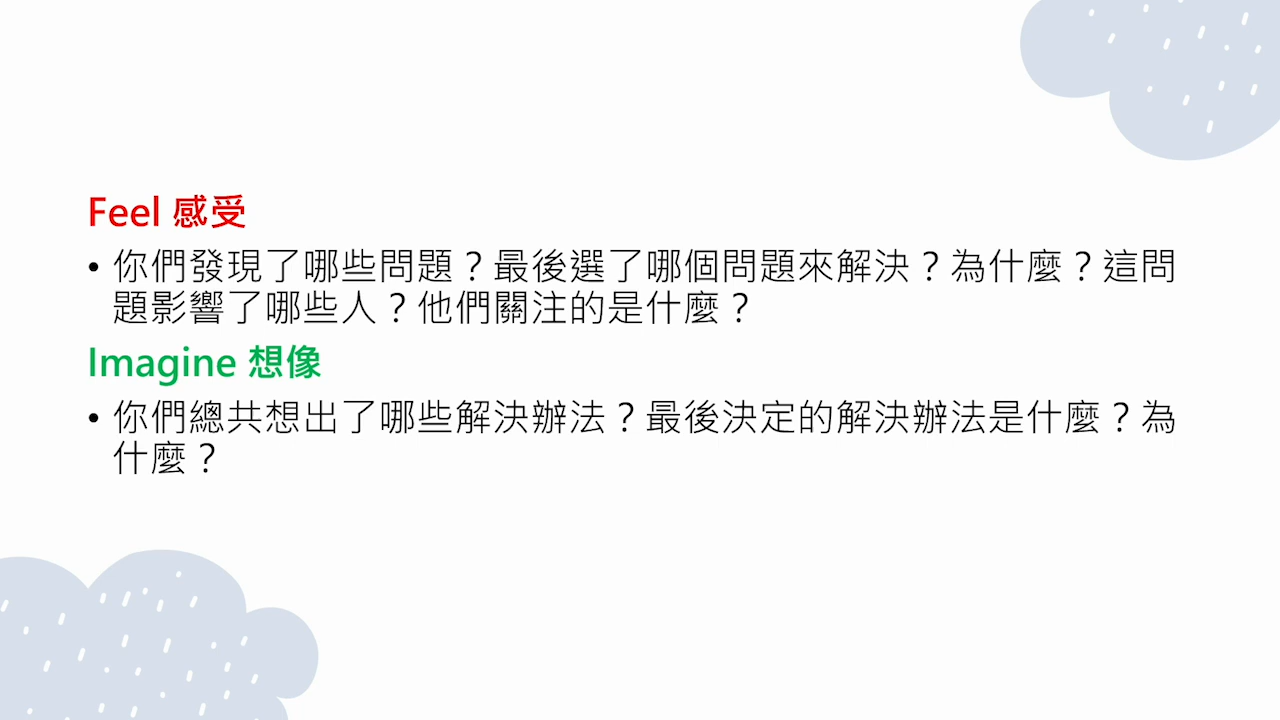 Feel 感受
• 你們發現了哪些問題？最後選了哪個問題來解決？為什麼？這問
題影響了哪些人？他們關注的是什麼？
Imagine 想像
• 你們總共想出了哪些解決辦法？最後決定的解決辦法是什麼？為
什麼？